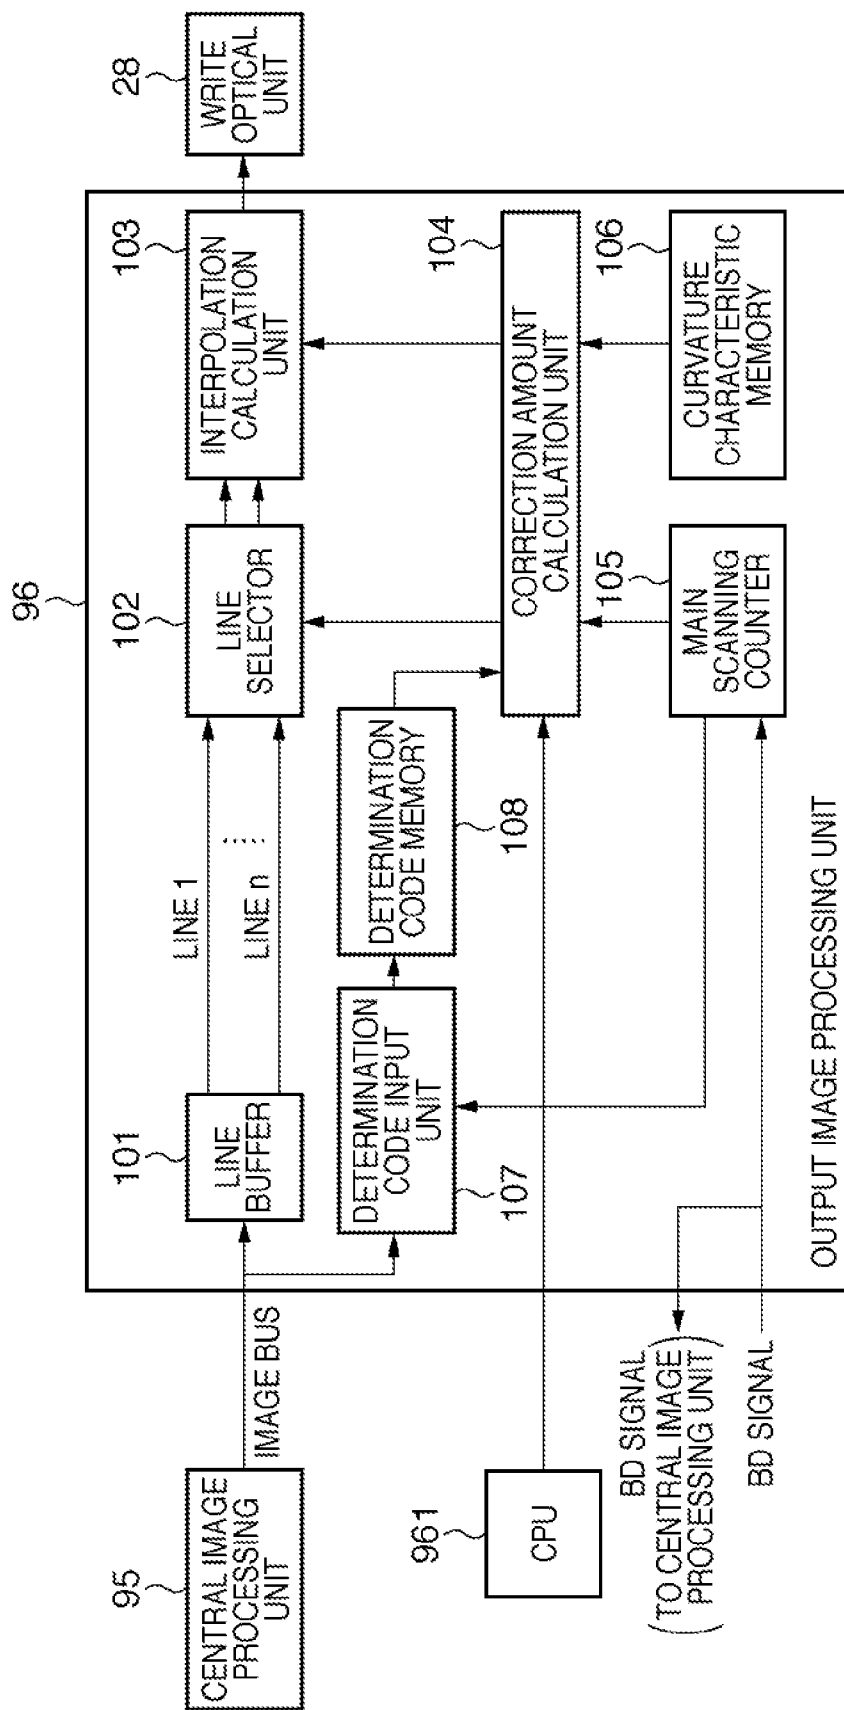 95
CENTRAL IMAGE
PROCESSING
UNIT
IMAGE BUS
96
101
LINE
BUFFER
LINE 1
LINE n
102
LINE
SELECTOR
103
INTERPOLATION
CALCULATION
UNIT
28
WRITE
OPTICAL
UNIT
DETERMINATION
CODE INPUT
UNIT
107
DETERMINATION
CODE MEMORY
108
961
CPU
CORRECTION AMOUNT
CALCULATION UNIT
104
105
MAIN
SCANNING
COUNTER
106
CURVATURE
CHARACTERISTIC
MEMORY
BD SIGNAL
(TO CENTRAL IMAGE
PROCESSING UNIT)
BD SIGNAL
OUTPUT IMAGE PROCESSING UNIT